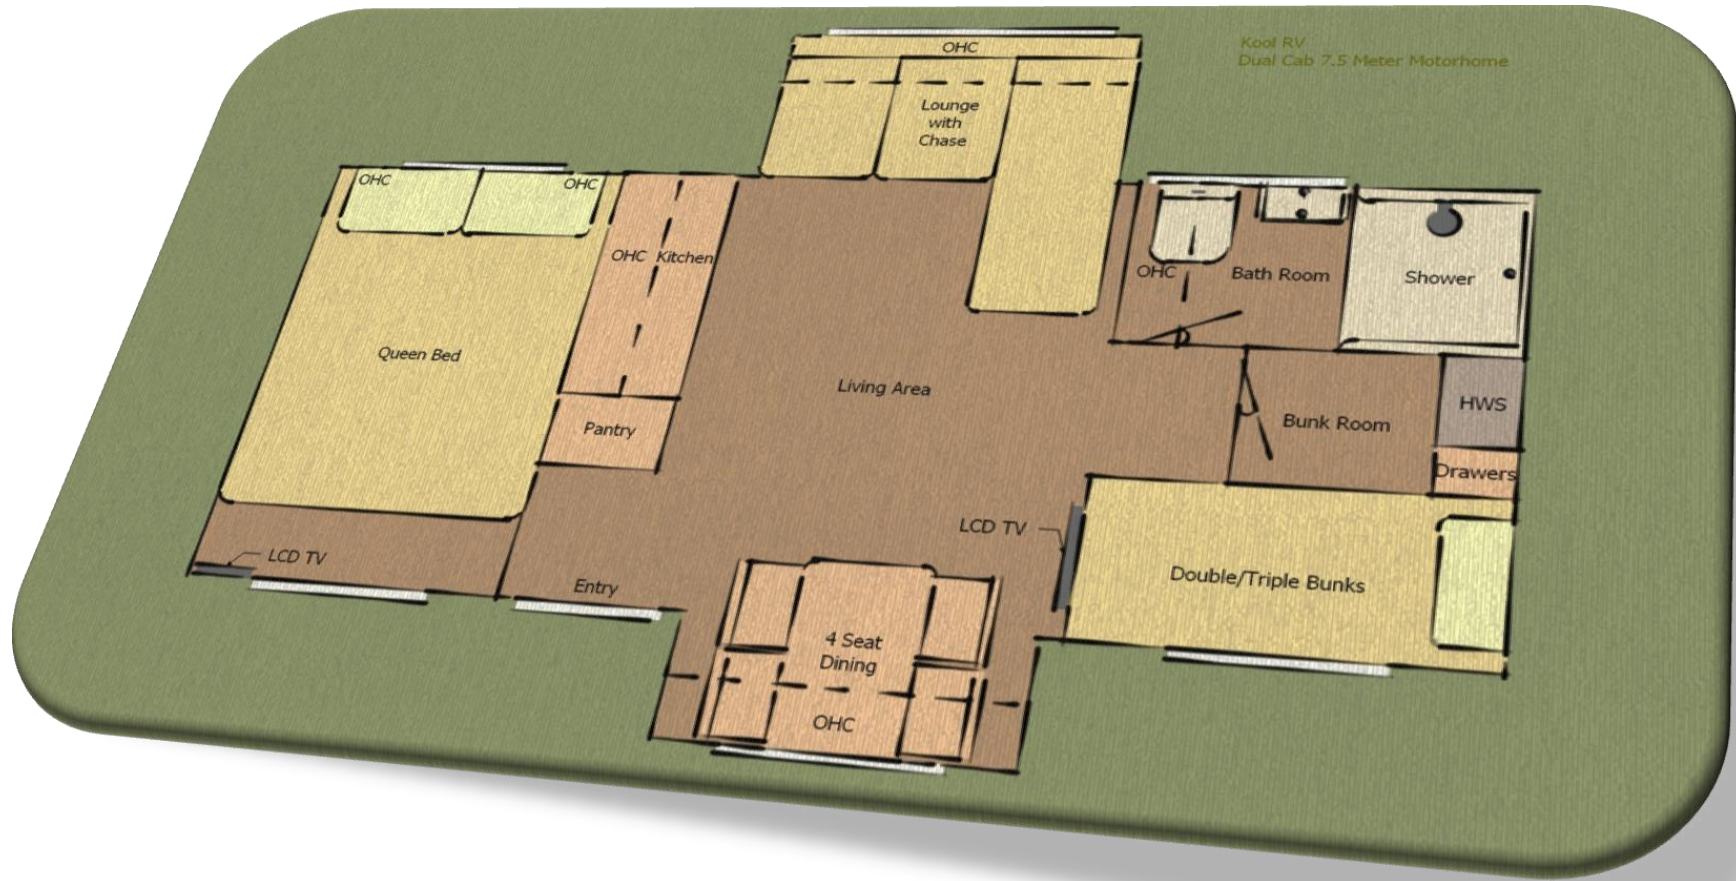 Kool RV
Dual Cab 7.5 Meter Motorhome
OHC
Lounge
with
Chase
OHC
OHC
OHC Kitchen
OHC
Bath Room
Shower
Queen Bed
Living Area
Pantry
Bunk Room
HWS
Drawers
LCD TV
LCD TV
Entry
Double/Triple Bunks
4 Seat
Dining
OHC